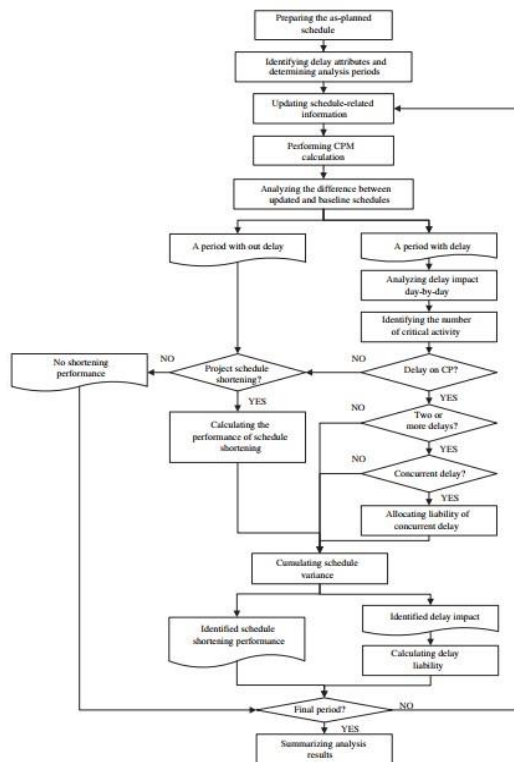 Preparing the as-planned
schedule
Identifying delay attributes and
determining analysis periods
Updating schedule-related
information
Performing CPM
calculation
Analyzing the difference between
updated and baseline schedules
A period with out delay
A period with delay
Analyzing delay impact
day-by-day
Identifying the number
of critical activity
No shortening
performance
NO
Project schedule
shortening?
NO
Delay on CP?
YES
YES
Calculating the
performance of schedule
shortening
NO
Two or
more delays?
YES
NO
Concurrent delay?
YES
Allocating liability of
concurrent delay
Cumulating schedule
variance
Identified schedule
shortening performance
Identified delay impact
Calculating delay
liability
Final period?
NO
YES
Summarizing analysis
results